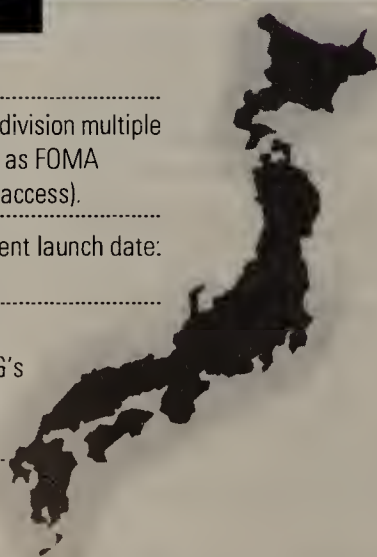 division multiple
as FOMA
access).
ent launch date:
G's